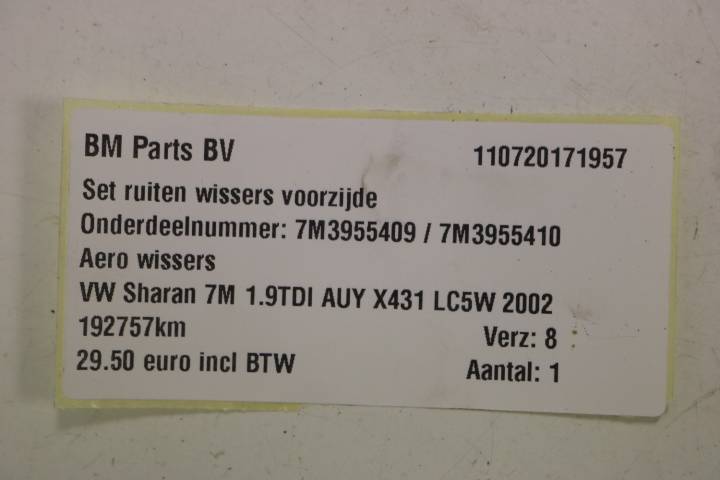 BM Parts BV 110720171957
Set ruiten wissers voorzijde
Onderdeelnummer: 7M3955409 / 7M3955410
Aero wissers
VW Sharan 7M 1.9TDI AUY X431 LC5W 2002
192757km Verz: 8
29.50 euro incl BTW Aantal: 1